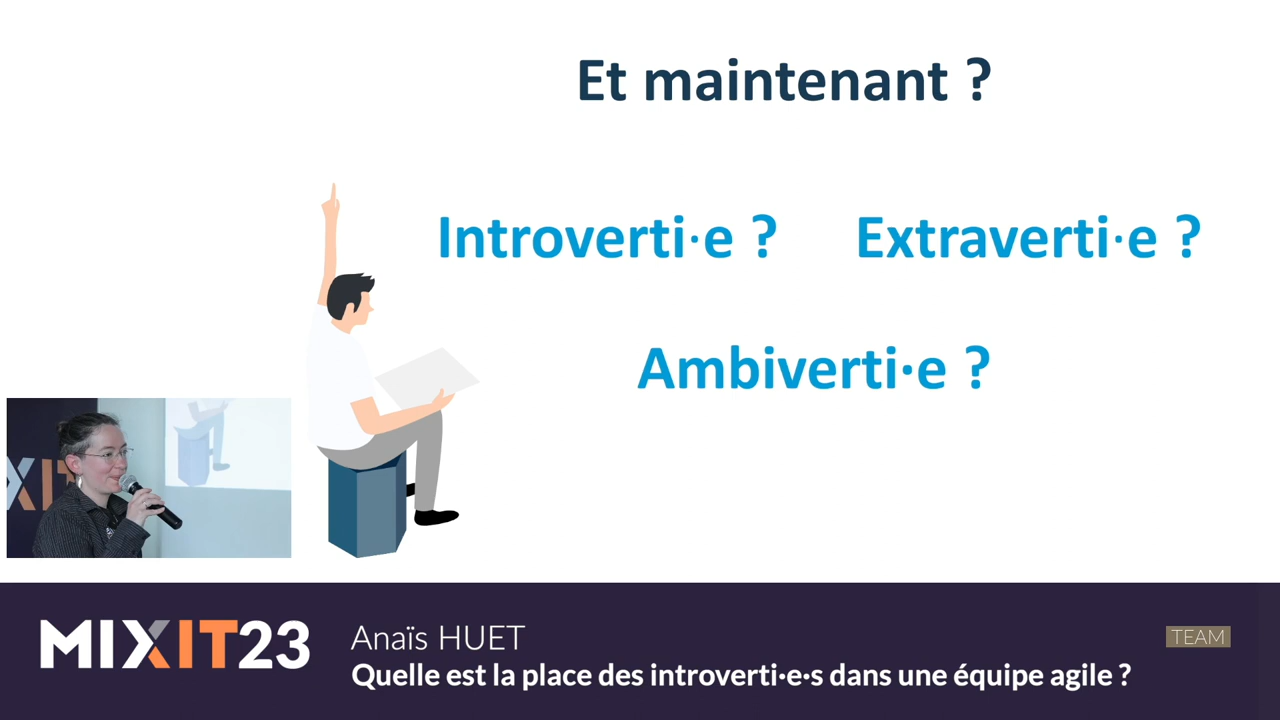 Et maintenant ?
Introverti·e ? Extraverti·e ?
Ambiverti·e ?
XIT
MIXIT23
Anaïs HUET
TEAM
Quelle est la place des introverti·e·s dans une équipe agile ?